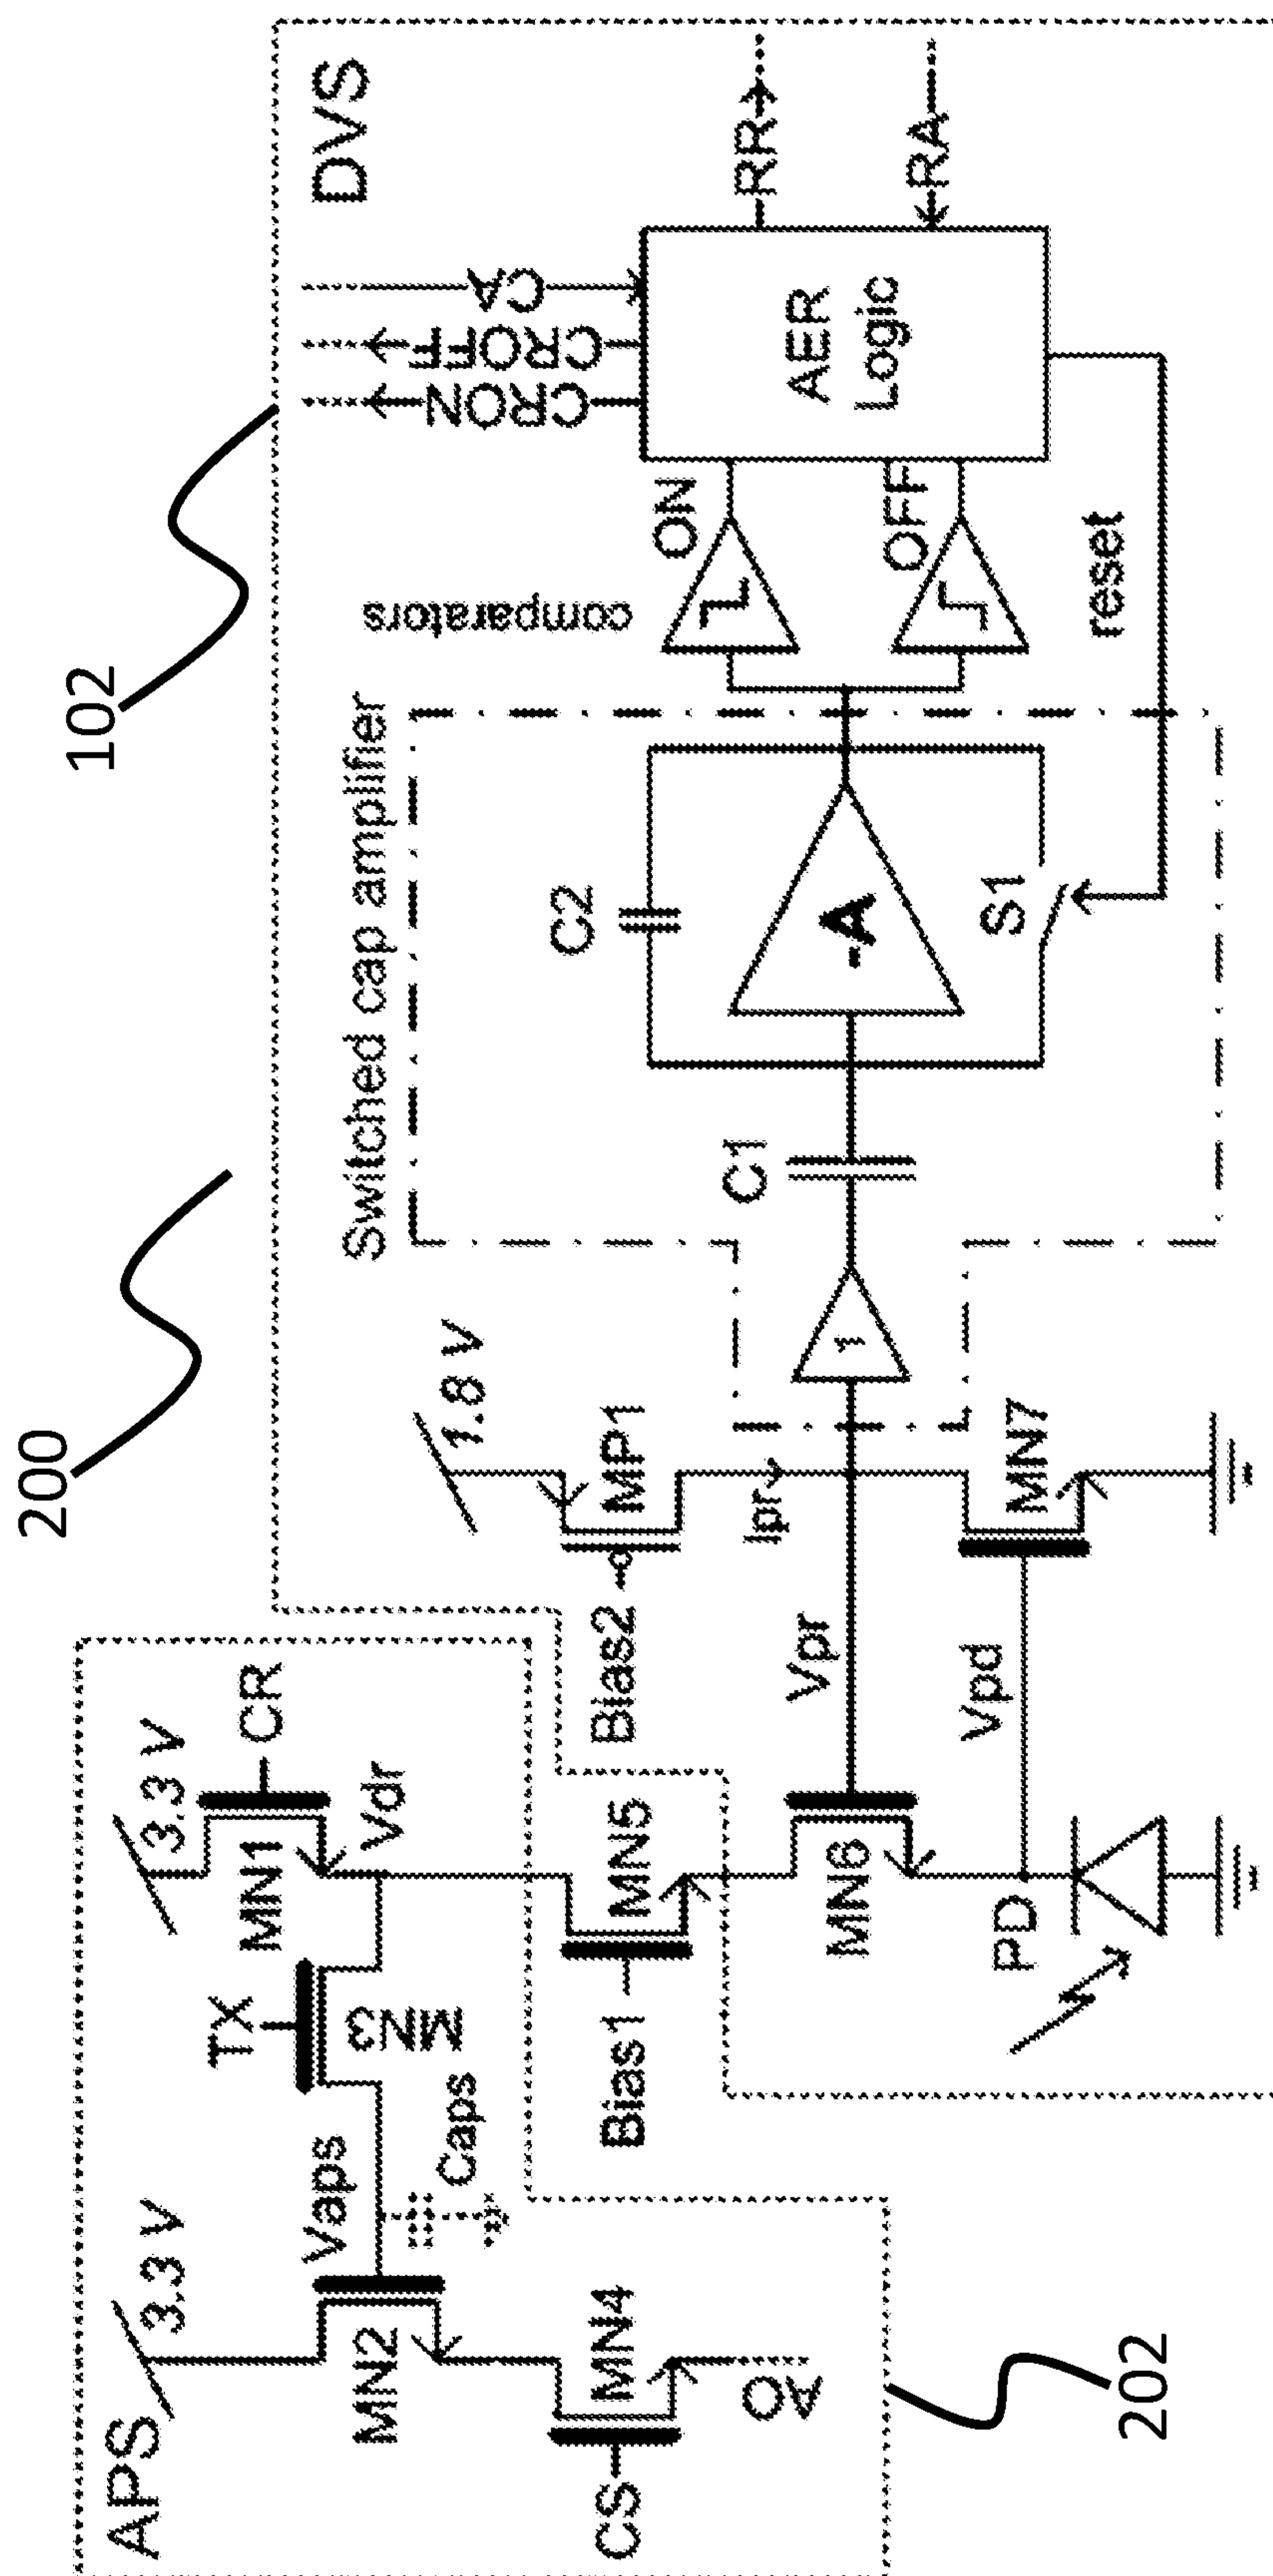 200
102
202
APS
3.3 V
MN2
Vaps
Caps
CS
MN4
AO
TX
MN3
3.3 V
MN1
CR
Vdr
Bias1
MN5
Bias2
1.8 V
MP1
Ipr
Vpr
MN6
Vpd
PD
MN7
1
Switched cap amplifier
C1
C2
-A
S1
comparators
ON
OFF
reset
CRON
CROFF
CA
AER
Logic
RR
RA
DVS